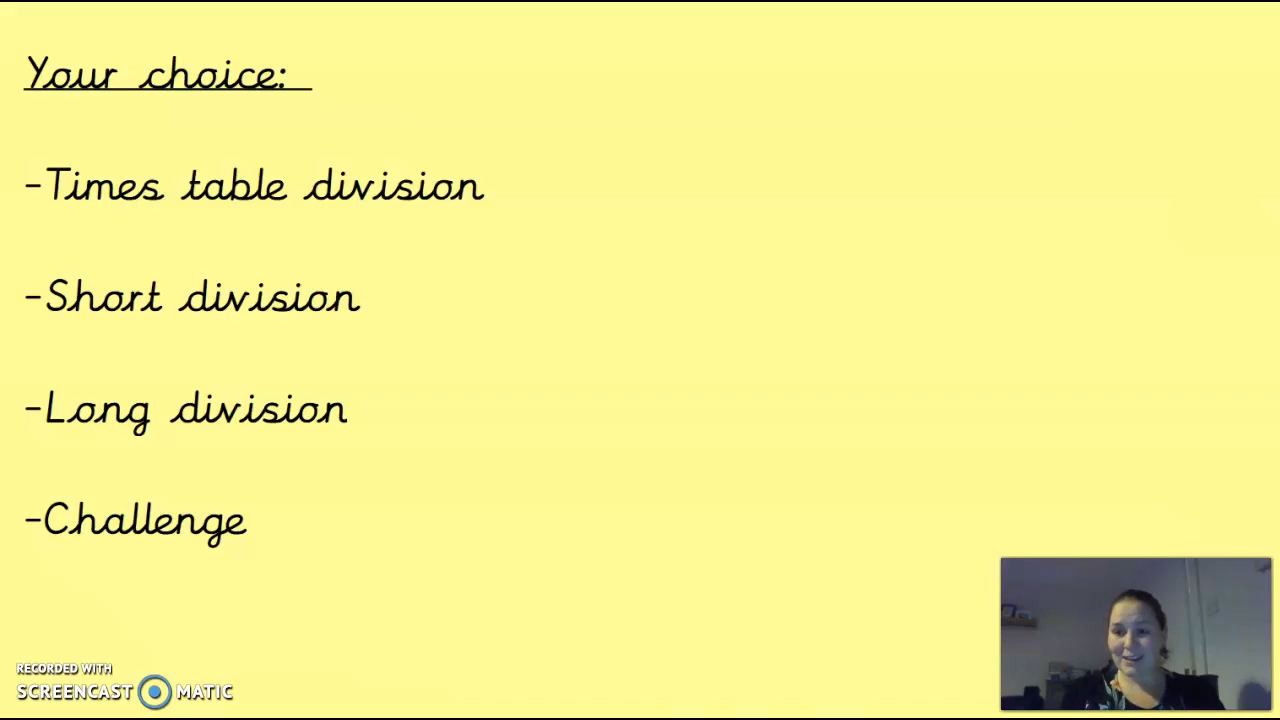 Your choice:
-Times table division
-Short division
-Long division
-Challenge
RECORDED WITH
SCREENCAST MATIC